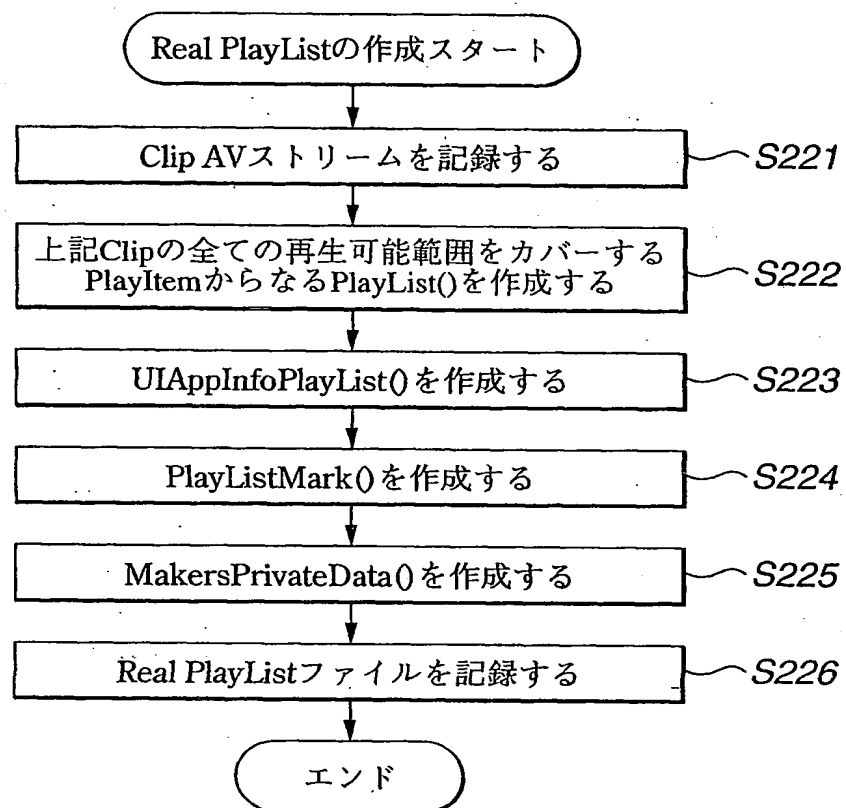 Real PlayListの作成スタート
Clip AVストリームを記録する
S221
上記Clipの全ての再生可能範囲をカバーする
PlayItemからなるPlayList()を作成する
S222
UIAppInfoPlayList()を作成する
S223
PlayListMark()を作成する
S224
MakersPrivateData()を作成する
S225
Real PlayListファイルを記録する
S226
エンド